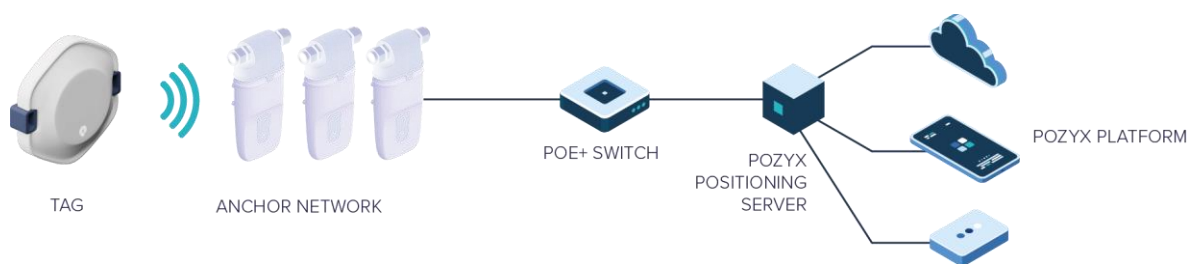 TAG
ANCHOR NETWORK
POE+ SWITCH
POZYX
POSITIONING
SERVER
POZYX PLATFORM